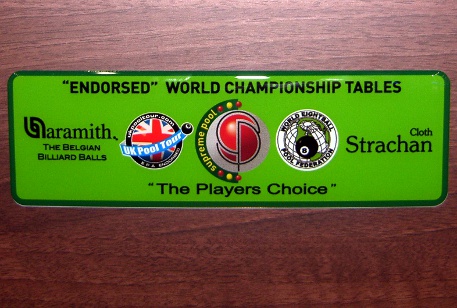 "ENDORSED" WORLD CHAMPIONSHIP TABLES
aramith
THE BELGIAN
BILLIARD BALLS
UK Pool Tour
supreme pool
WORLD EIGHTBALL
POOL FEDERATION
Cloth
Strachan
"The Players Choice"